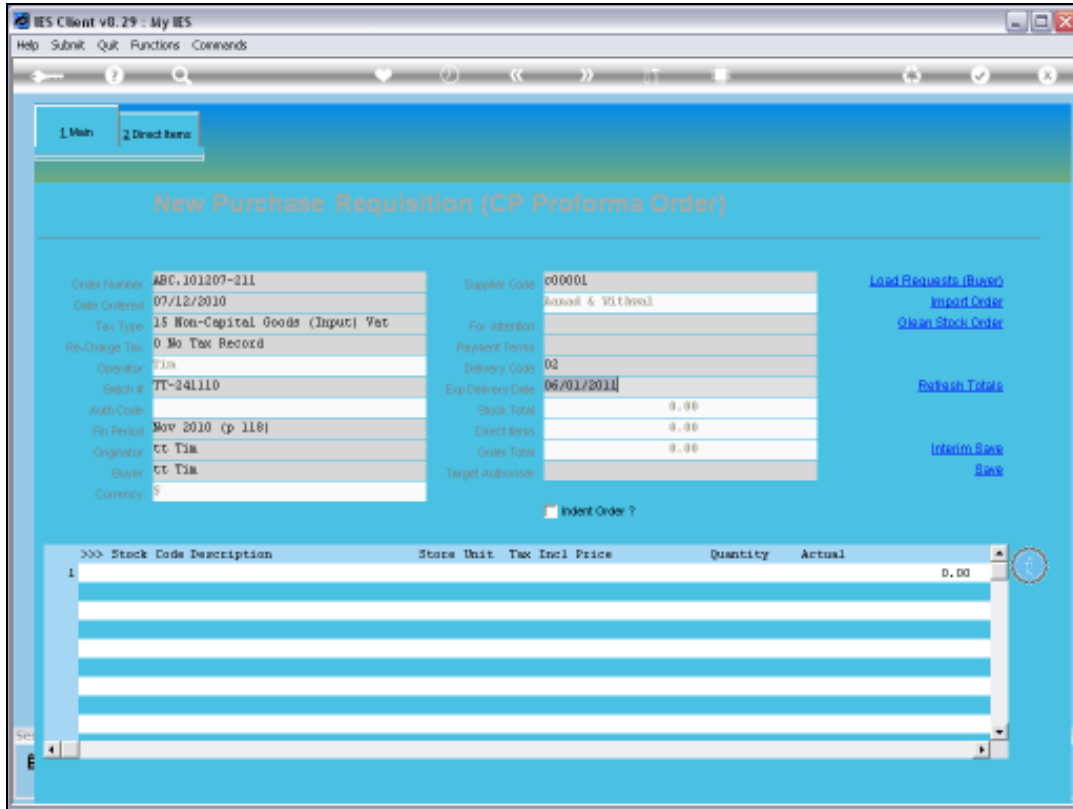 IES Client v8.29 : My IES
Help Submit Quit Functions Commands
1 Main
2 Direct Items
New Purchase Requisition (CP Proforma Order)
Order Number ABC.101207-211
Date Ordered 07/12/2010
Tax Type 15 Non-Capital Goods (Input) Vat
Re-Charge Tax 0 No Tax Record
Operator Tim
Batch # TT-241110
Auth Code
Fin Period Nov 2010 (p 118)
Originator tt Tim
Buyer tt Tim
Currency $
Supplier Code c00001
For Attention
Payment Terms
Delivery Code 02
Exp Delivery Date 06/01/2011
Stock Total 0.00
Direct Items 0.00
Order Total 0.00
Target Authoriser
Indent Order ?
Load Requests (Buyer)
Import Order
Clean Stock Order
Refresh Totals
Interim Save
Save
>>> Stock Code Description Store Unit Tax Incl Price Quantity Actual
1 0.00